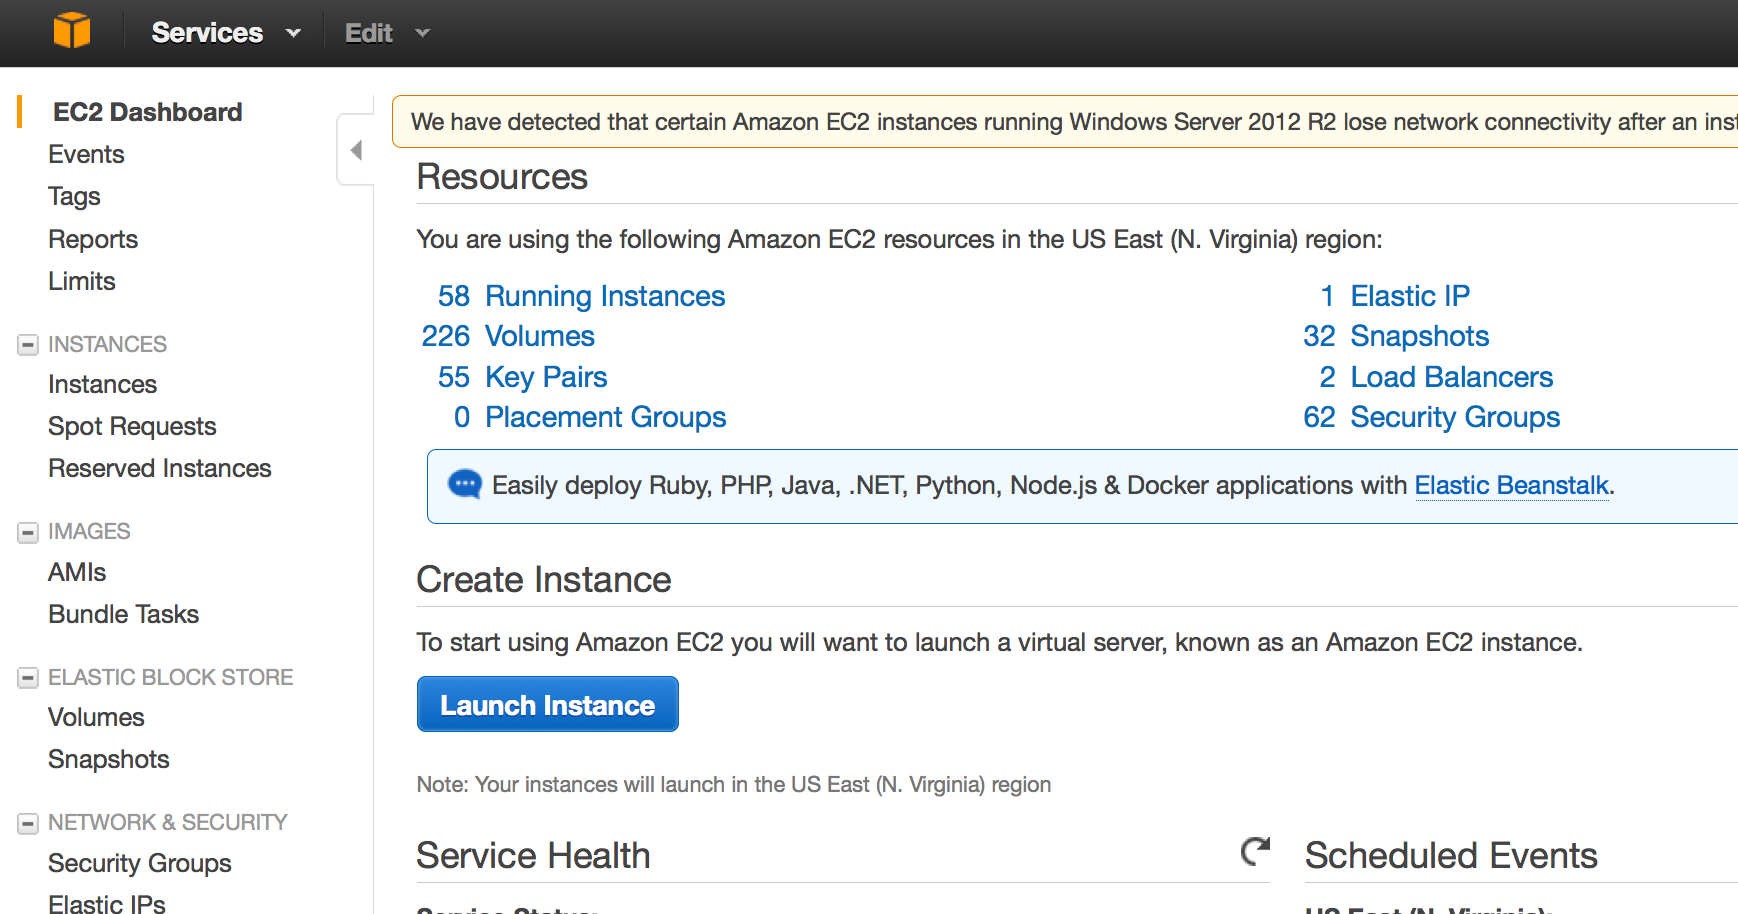 Services
Edit
EC2 Dashboard
Events
Tags
Reports
Limits
INSTANCES
Instances
Spot Requests
Reserved Instances
IMAGES
AMIs
Bundle Tasks
ELASTIC BLOCK STORE
Volumes
Snapshots
NETWORK & SECURITY
Security Groups
Elastic IPs
We have detected that certain Amazon EC2 instances running Windows Server 2012 R2 lose network connectivity after an
Resources
You are using the following Amazon EC2 resources in the US East (N. Virginia) region:
58 Running Instances
226 Volumes
55 Key Pairs
0 Placement Groups
1 Elastic IP
32 Snapshots
2 Load Balancers
62 Security Groups
Easily deploy Ruby, PHP, Java, .NET, Python, Node.js & Docker applications with Elastic Beanstalk.
Create Instance
To start using Amazon EC2 you will want to launch a virtual server, known as an Amazon EC2 instance.
Launch Instance
Note: Your instances will launch in the US East (N. Virginia) region
Service Health
Service Status:
Scheduled Events
US East (N. Virginia):